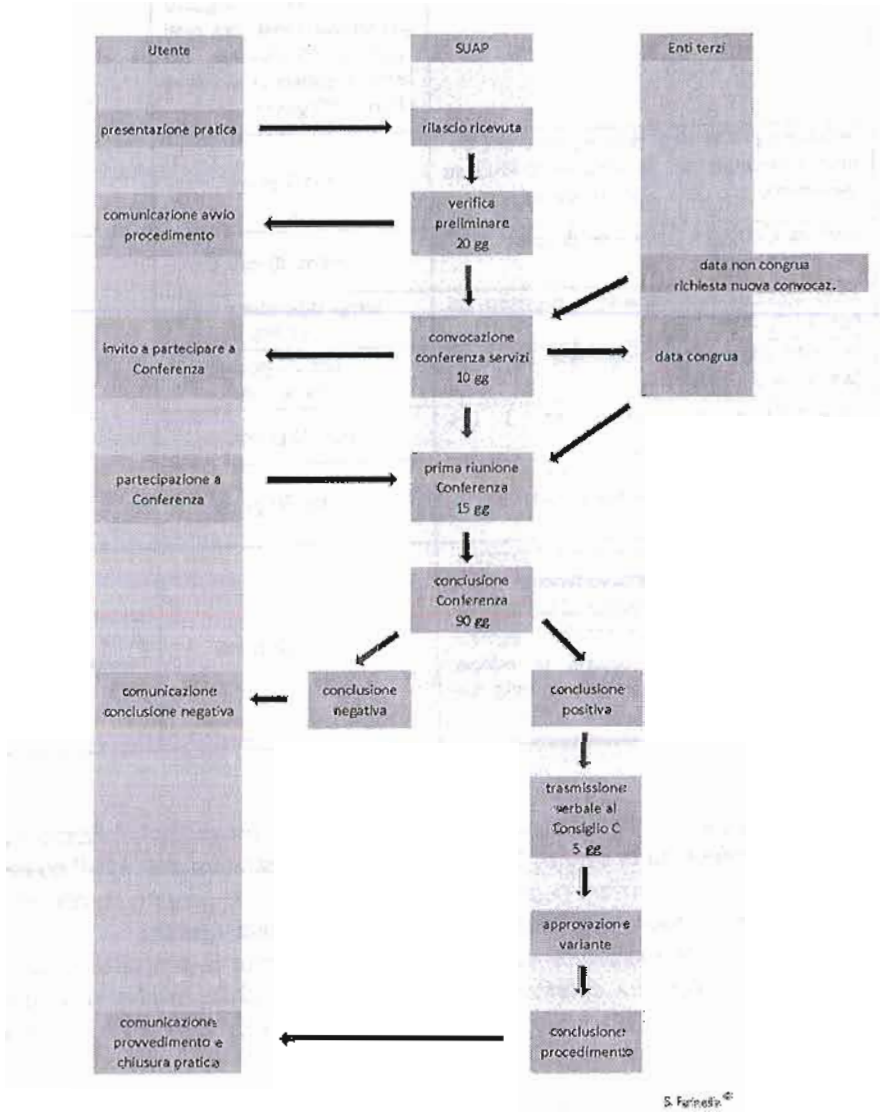 Utente
SUAP
Enti terzi
presentazione pratica
rilascio ricevuta
comunicazione avvio
procedimento
verifica
preliminare
20 gg
data non congrua
richiesta nuova convocaz.
invito a partecipare a
Conferenza
convocazione
conferenza servizi
10 gg
data congrua
partecipazione a
Conferenza
prima riunione
Conferenza
15 gg
conclusione
Conferenza
90 gg
comunicazione
conclusione negativa
conclusione
negativa
conclusione
positiva
trasmissione
verbale al
Consiglio C
5 gg
approvazione
variante
comunicazione
provvedimento e
chiusura pratica
conclusione
procedimento
S.